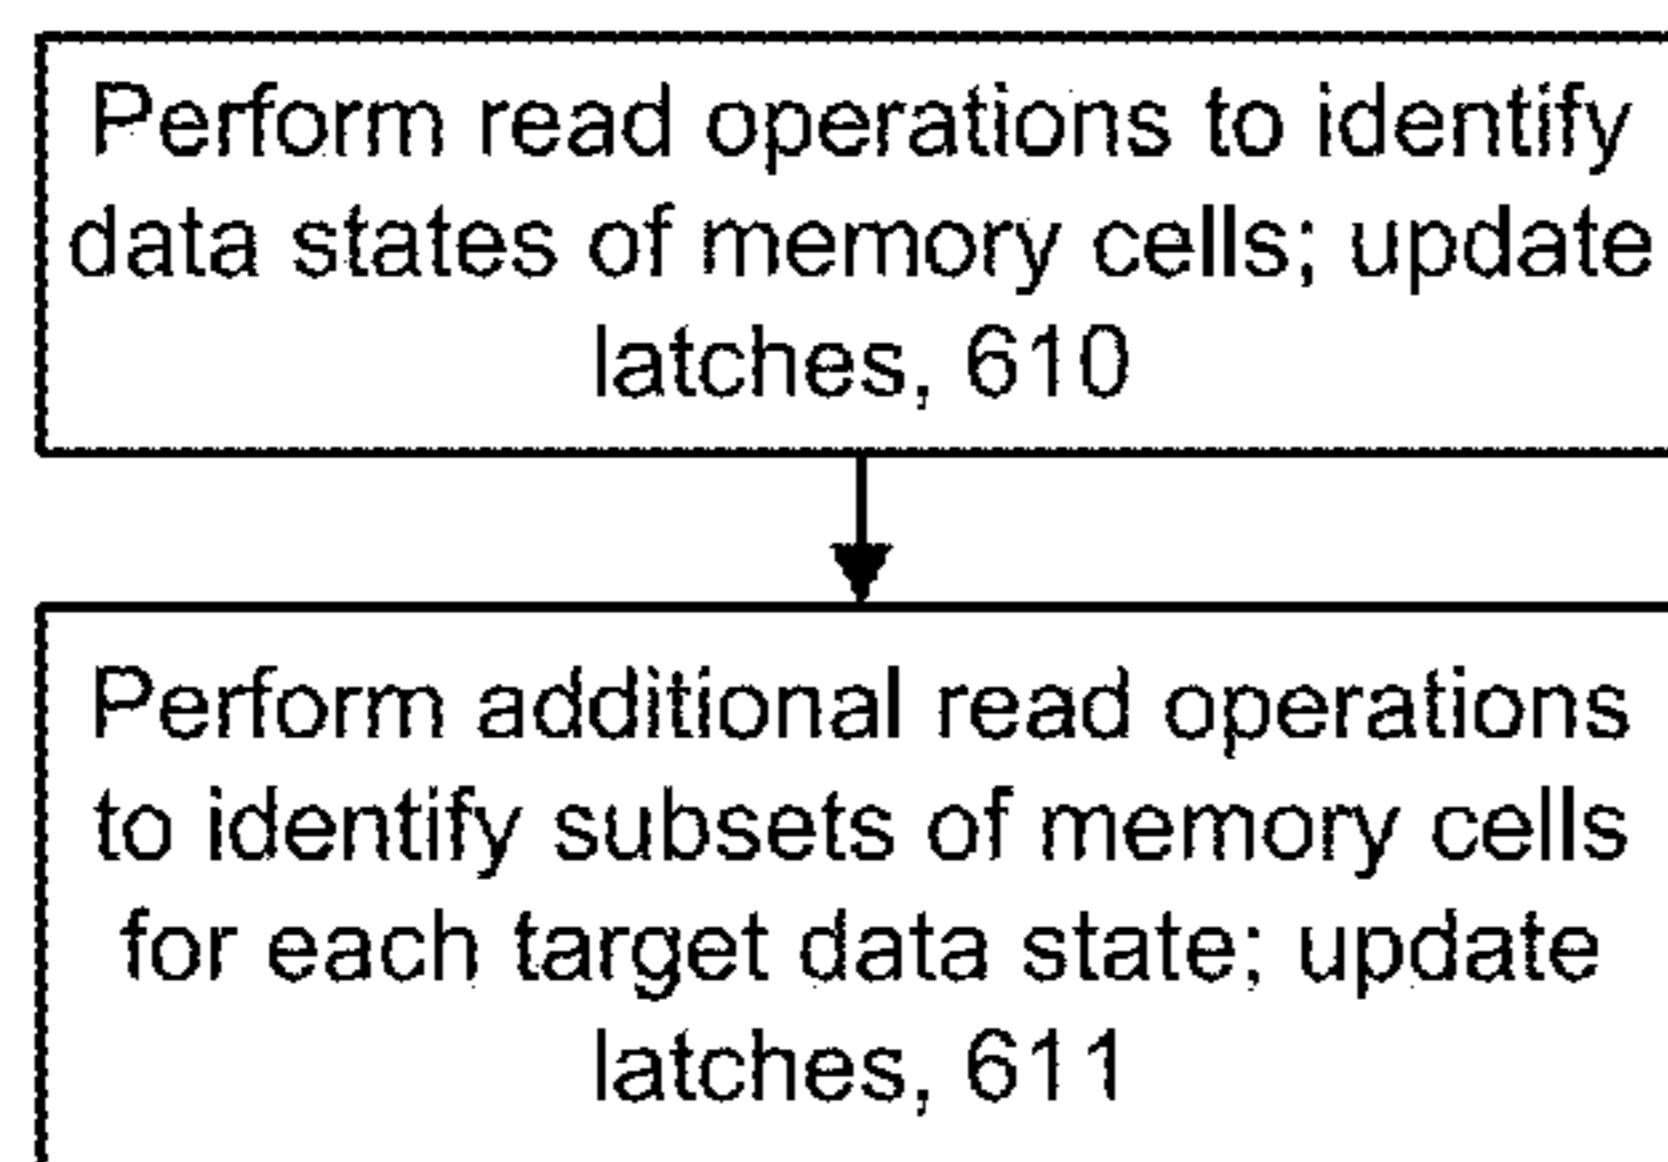 Perform read operations to identify
data states of memory cells; update
latches, 610
Perform additional read operations
to identify subsets of memory cells
for each target data state; update
latches, 611